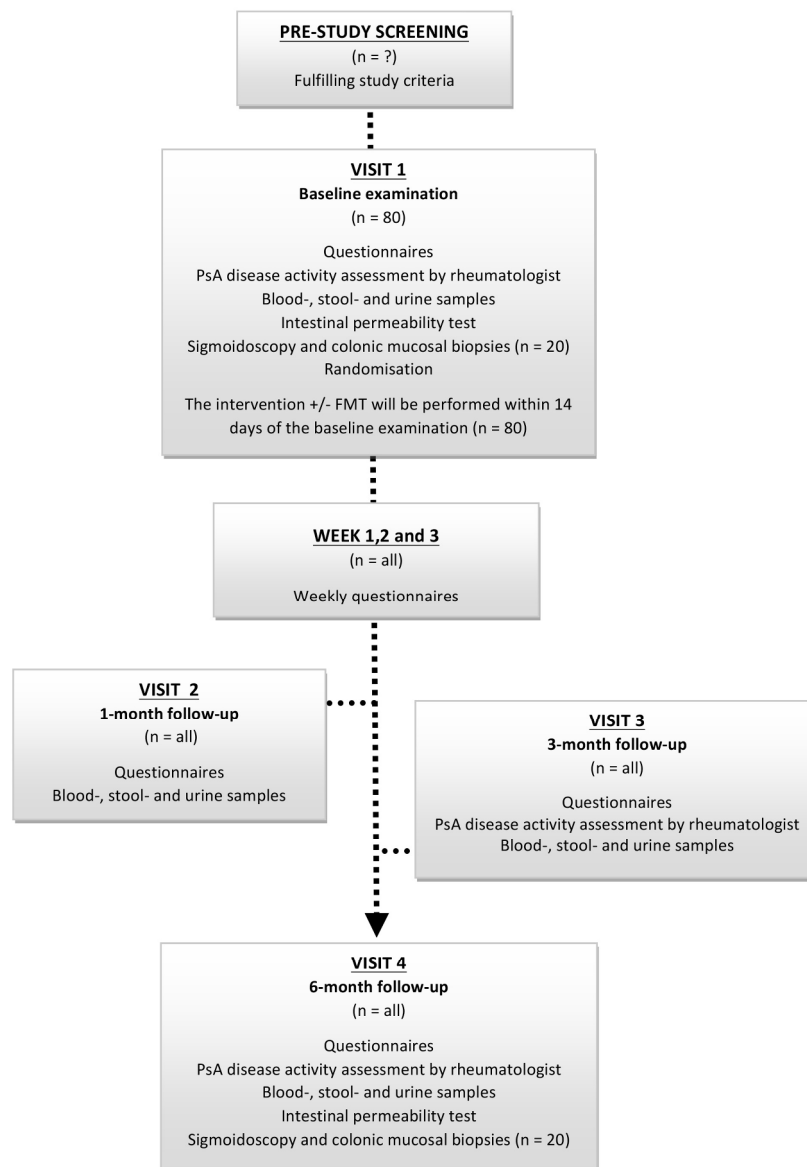 PRE-STUDY SCREENING
(n = ?)
Fulfilling study criteria
VISIT 1
Baseline examination
(n = 80)
Questionnaires
PsA disease activity assessment by rheumatologist
Blood-, stool- and urine samples
Intestinal permeability test
Sigmoidoscopy and colonic mucosal biopsies (n = 20)
Randomisation
The intervention +/- FMT will be performed within 14
days of the baseline examination (n = 80)
WEEK 1,2 and 3
(n = all)
Weekly questionnaires
VISIT 2
1-month follow-up
(n = all)
Questionnaires
Blood-, stool- and urine samples
VISIT 3
3-month follow-up
(n = all)
Questionnaires
PsA disease activity assessment by rheumatologist
Blood-, stool- and urine samples
VISIT 4
6-month follow-up
(n = all)
Questionnaires
PsA disease activity assessment by rheumatologist
Blood-, stool- and urine samples
Intestinal permeability test
Sigmoidoscopy and colonic mucosal biopsies (n = 20)